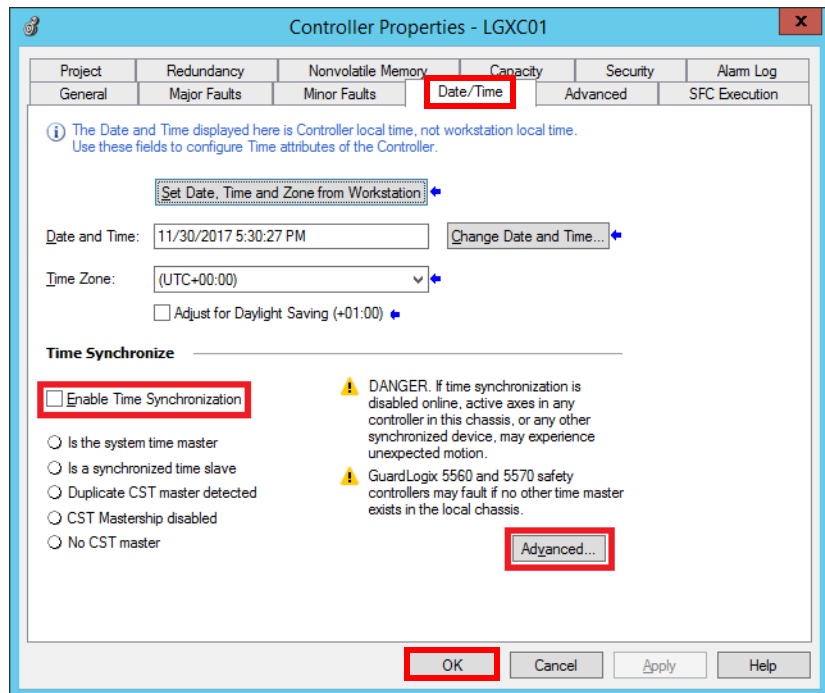 Controller Properties - LGXC01
x
Project Redundancy Nonvolatile Memory Capacity Security Alarm Log
General Major Faults Minor Faults Date/Time Advanced SFC Execution
The Date and Time displayed here is Controller local time, not workstation local time.
Use these fields to configure Time attributes of the Controller.
Set Date, Time and Zone from Workstation
Date and Time: 11/30/2017 5:30:27 PM Change Date and Time...
Time Zone: (UTC+00:00)
Adjust for Daylight Saving (+01:00)
Time Synchronize
Enable Time Synchronization
Is the system time master
Is a synchronized time slave
Duplicate CST master detected
CST Mastership disabled
No CST master
DANGER. If time synchronization is
disabled online, active axes in any
controller in this chassis, or any other
synchronized device, may experience
unexpected motion.
GuardLogix 5560 and 5570 safety
controllers may fault if no other time master
exists in the local chassis.
Advanced...
OK Cancel Apply Help